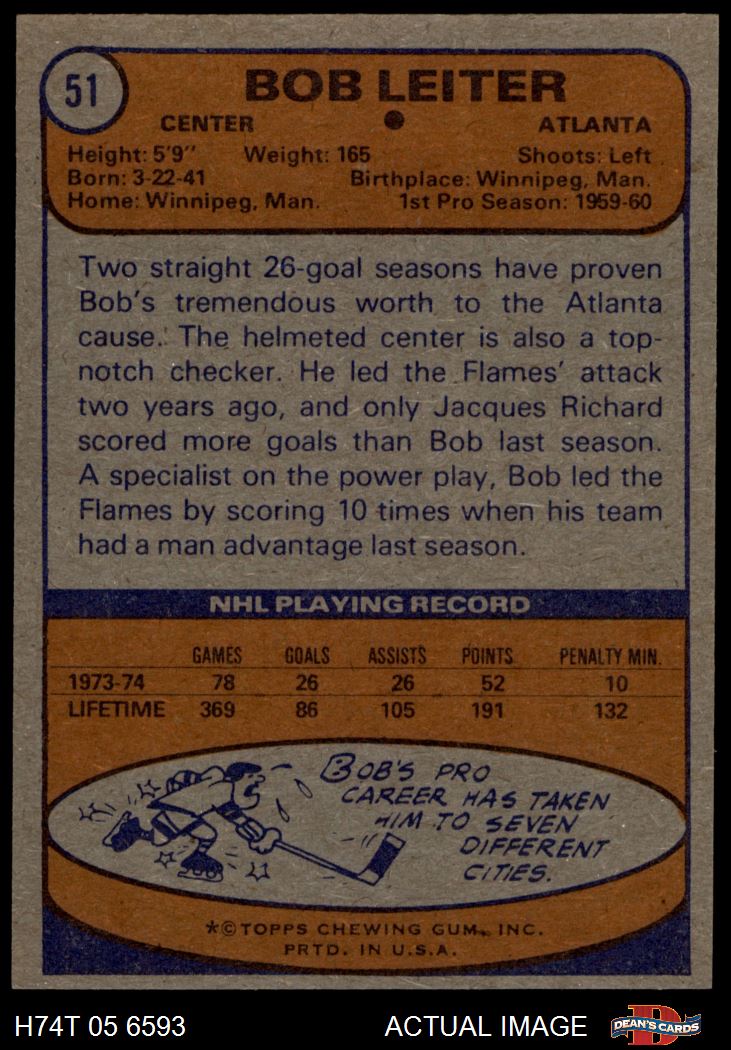 51
BOB LEITER
CENTER ● ATLANTA
Height: 5'9" Weight: 165 Shoots: Left
Born: 3-22-41 Birthplace: Winnipeg, Man.
Home: Winnipeg, Man. 1st Pro Season: 1959-60
Two straight 26-goal seasons have proven
Bob's tremendous worth to the Atlanta
cause. The helmeted center is also a top-
notch checker. He led the Flames' attack
two years ago, and only Jacques Richard
scored more goals than Bob last season.
A specialist on the power play, Bob led the
Flames by scoring 10 times when his team
had a man advantage last season.
NHL PLAYING RECORD
GAMES GOALS ASSISTS POINTS PENALTY MIN.
1973-74 78 26 26 52 10
LIFETIME 369 86 105 191 132
BOB'S PRO
CAREER HAS TAKEN
HIM TO SEVEN
DIFFERENT
CITIES.
*©TOPPS CHEWING GUM, INC.
PRTD. IN U.S.A.
H74T 05 6593 ACTUAL IMAGE D DEAN'S CARDS